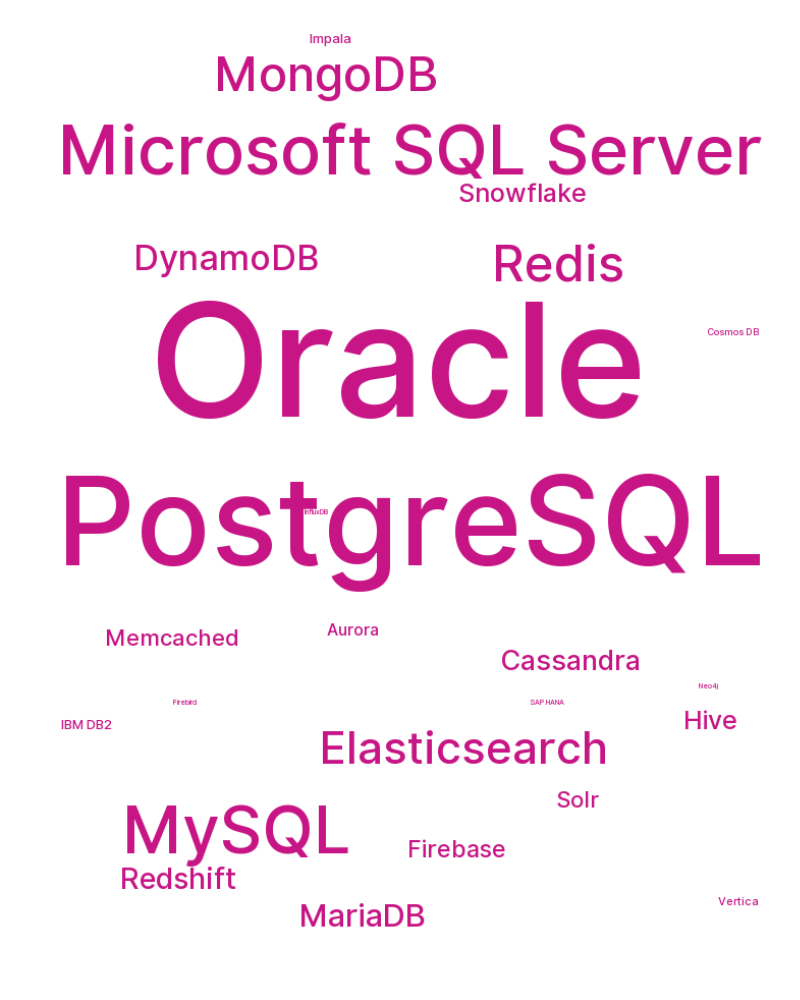 Impala
MongoDB
Microsoft SQL Server
Snowflake
DynamoDB
Redis
Oracle
Cosmos DB
PostgreSQL
InfluxDB
Aurora
Memcached
Cassandra
Neo4j
Firebird
SAP HANA
Hive
IBM DB2
Elasticsearch
Solr
MySQL
Firebase
Redshift
Vertica
MariaDB